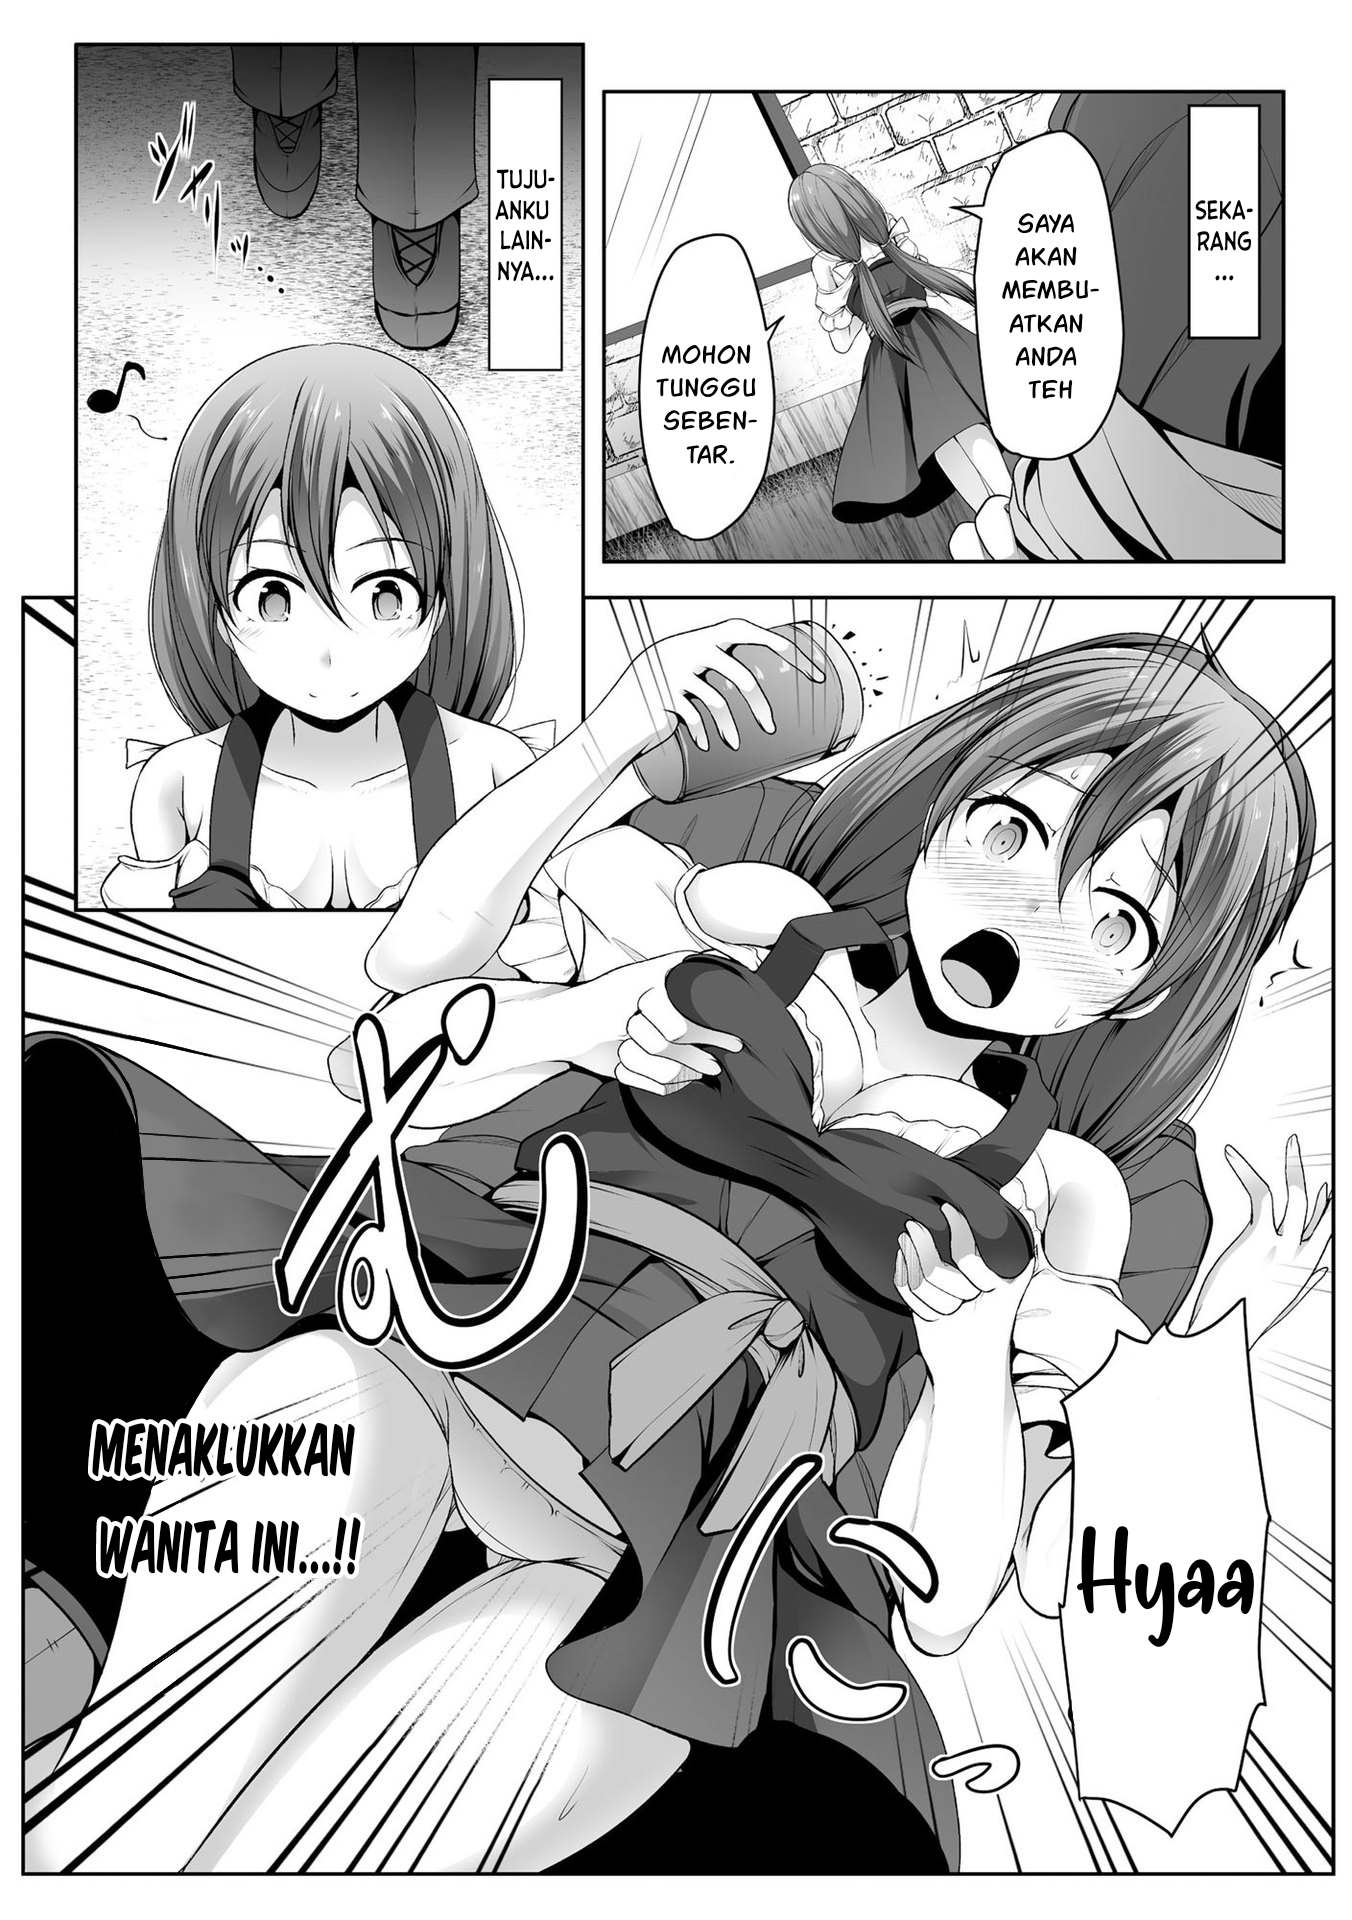 SEKA-
RANG
...
SAYA
AKAN
MEMBU-
ATKAN
ANDA
TEH
MOHON
TUNGGU
SEBEN-
TAR.
TUJU-
ANKU
LAIN-
NYA...
MENAKLUKKAN
WANITA INI...!!
Hyaa